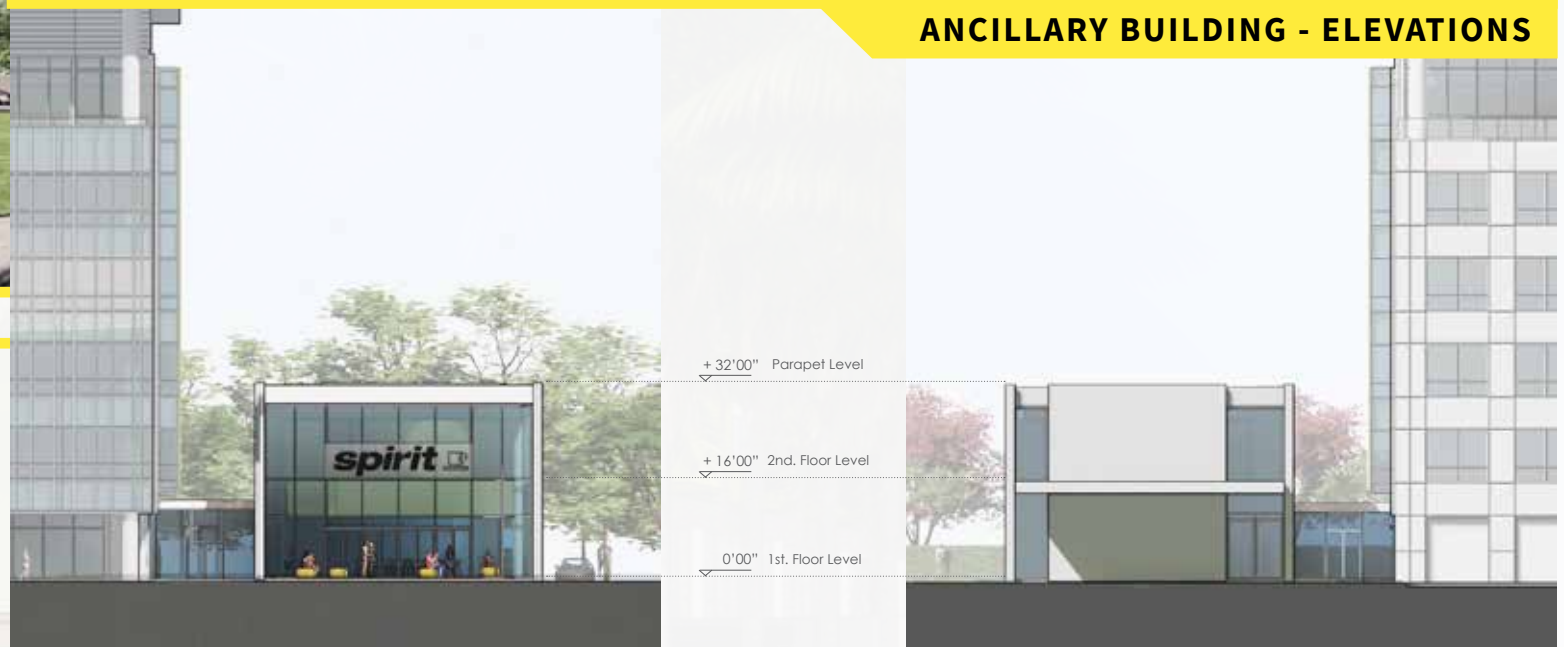 ANCILLARY BUILDING - ELEVATIONS
+ 32'00" Parapet Level
spirit
+ 16'00" 2nd. Floor Level
0'00" 1st. Floor Level